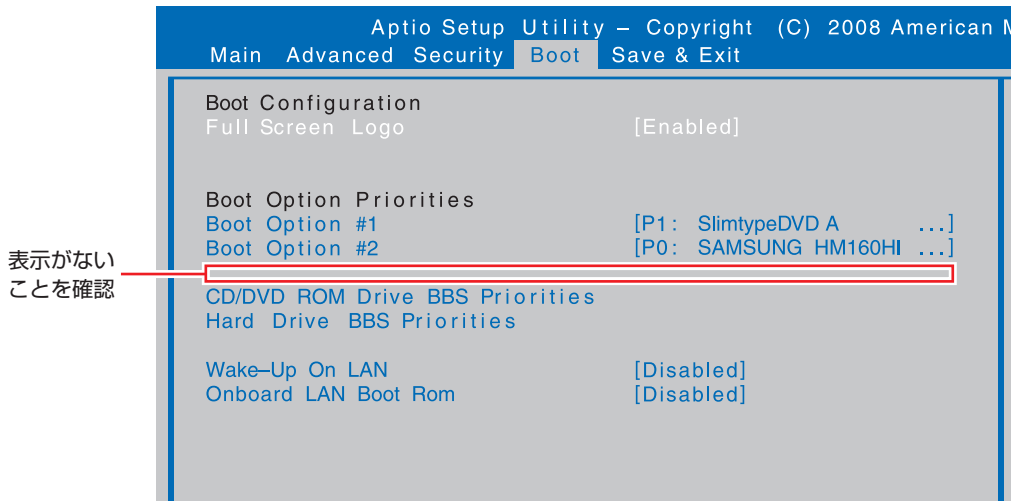 Aptio Setup Utility – Copyright (C) 2008 American
Main Advanced Security Boot Save & Exit
Boot Configuration
Full Screen Logo [Enabled]
Boot Option Priorities
Boot Option #1 [P1: SlimtypeDVD A ...]
Boot Option #2 [P0: SAMSUNG HM160HI ...]
表示がない
ことを確認
CD/DVD ROM Drive BBS Priorities
Hard Drive BBS Priorities
Wake–Up On LAN [Disabled]
Onboard LAN Boot Rom [Disabled]